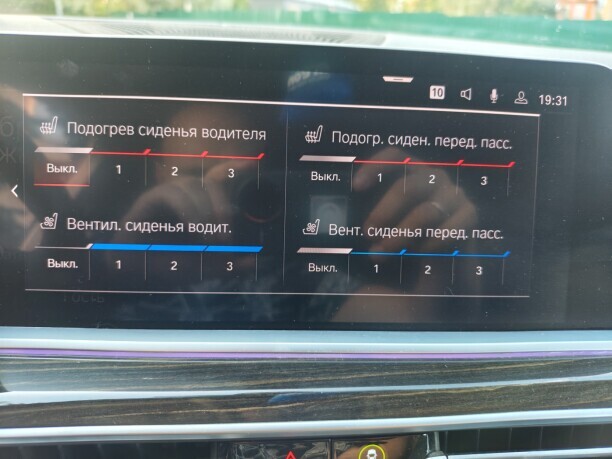 10 19:31
Подогрев сиденья водителя
Выкл. 1 2 3
Подогр. сиден. перед. пасс.
Выкл. 1 2 3
Вентил. сиденья водит.
Выкл. 1 2 3
Вент. сиденья перед. пасс.
Выкл. 1 2 3